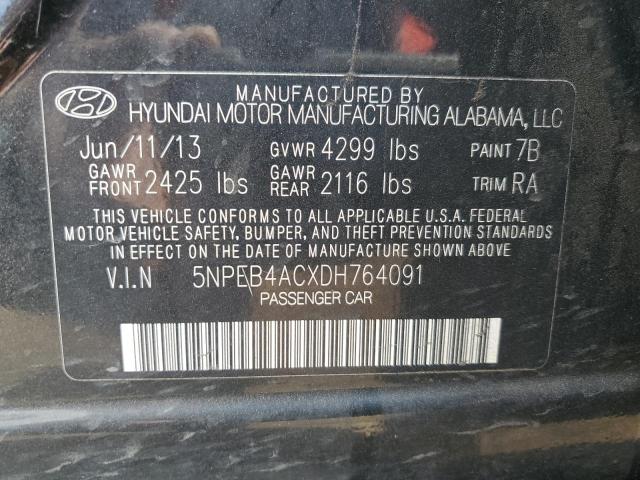 MANUFACTURED BY
HYUNDAI MOTOR MANUFACTURING ALABAMA, LLC
Jun/11/13 GVWR 4299 lbs PAINT 7B
GAWR FRONT 2425 lbs GAWR REAR 2116 lbs TRIM RA
THIS VEHICLE CONFORMS TO ALL APPLICABLE U.S.A. FEDERAL
MOTOR VEHICLE SAFETY, BUMPER, AND THEFT PREVENTION STANDARDS
IN EFFECT ON THE DATE OF MANUFACTURE SHOWN ABOVE
V.I.N 5NPEB4ACXDH764091
PASSENGER CAR